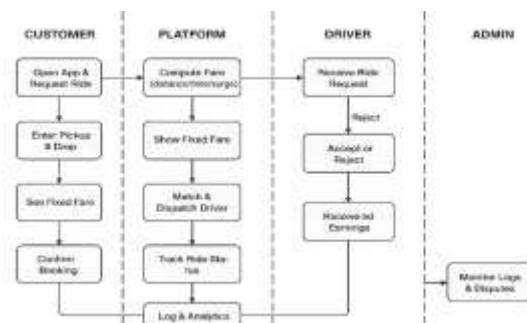 CUSTOMER
PLATFORM
DRIVER
ADMIN
Open App &
Request Ride
Compute Fare
(distance/time/surge)
Receive Ride
Request
Reject
Enter Pickup
& Drop
Show Fixed Fare
Accept or
Reject
See Fixed Fare
Match &
Dispatch Driver
Earnings
Confirm
Booking
Track Ride Sta-
tus
Monitor Logs
& Disputes
Log & Analytics